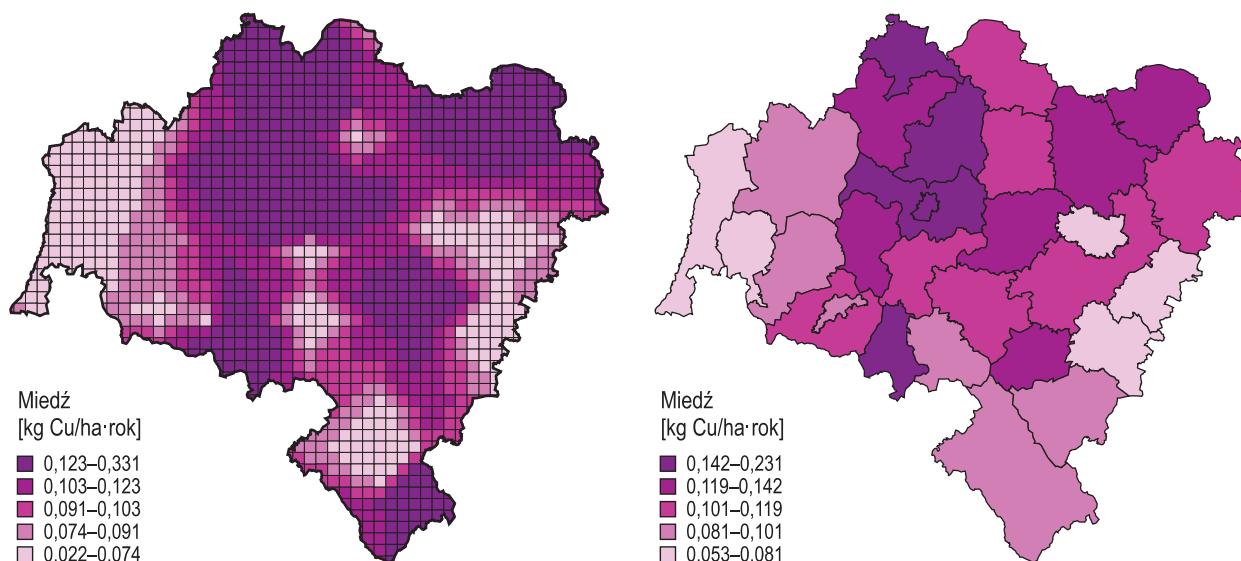 Miedź
[kg Cu/ha·rok]
0,123–0,331
0,103–0,123
0,091–0,103
0,074–0,091
0,022–0,074
Miedź
[kg Cu/ha·rok]
0,142–0,231
0,119–0,142
0,101–0,119
0,081–0,101
0,053–0,081